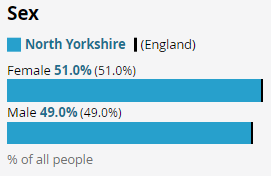 Sex
North Yorkshire (England)
Female 51.0% (51.0%)
Male 49.0% (49.0%)
% of all people